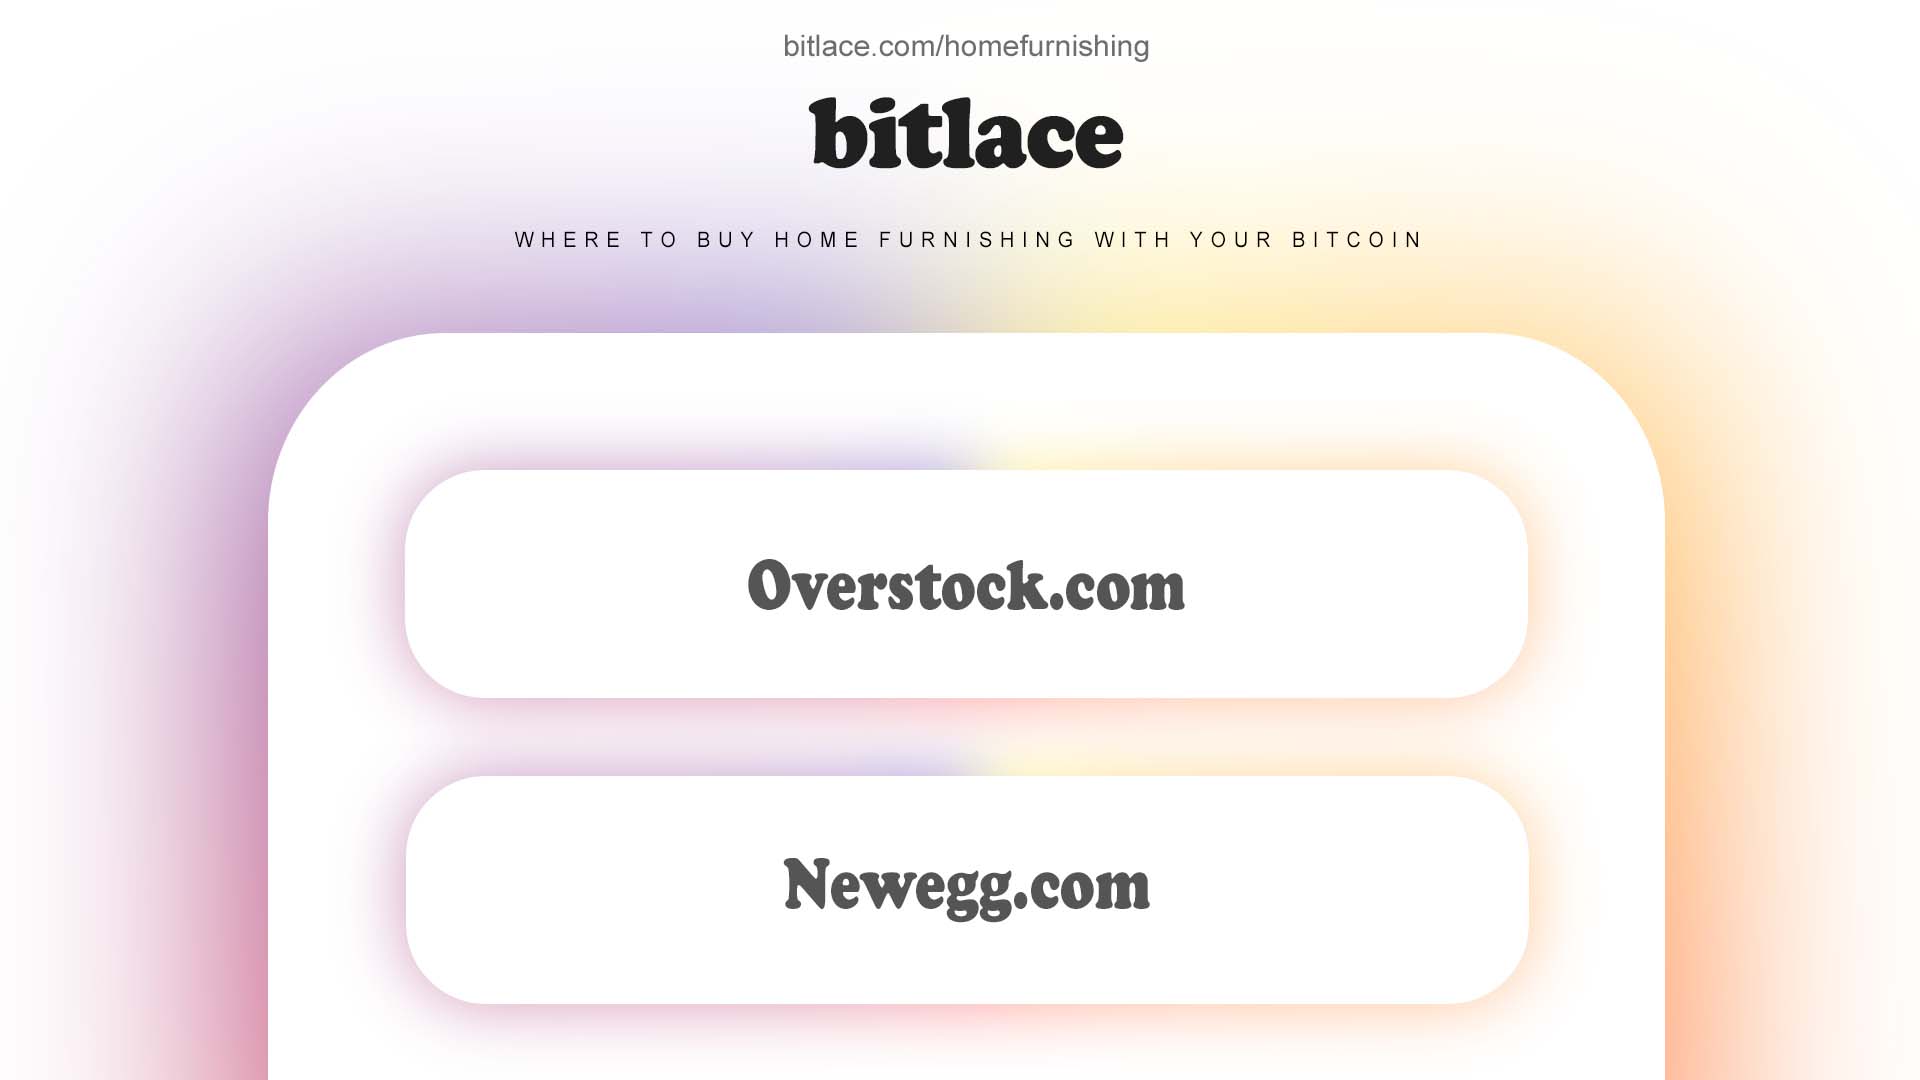 bitlace.com/homefurnishing
bitlace
WHERE TO BUY HOME FURNISHING WITH YOUR BITCOIN
Overstock.com
Newegg.com